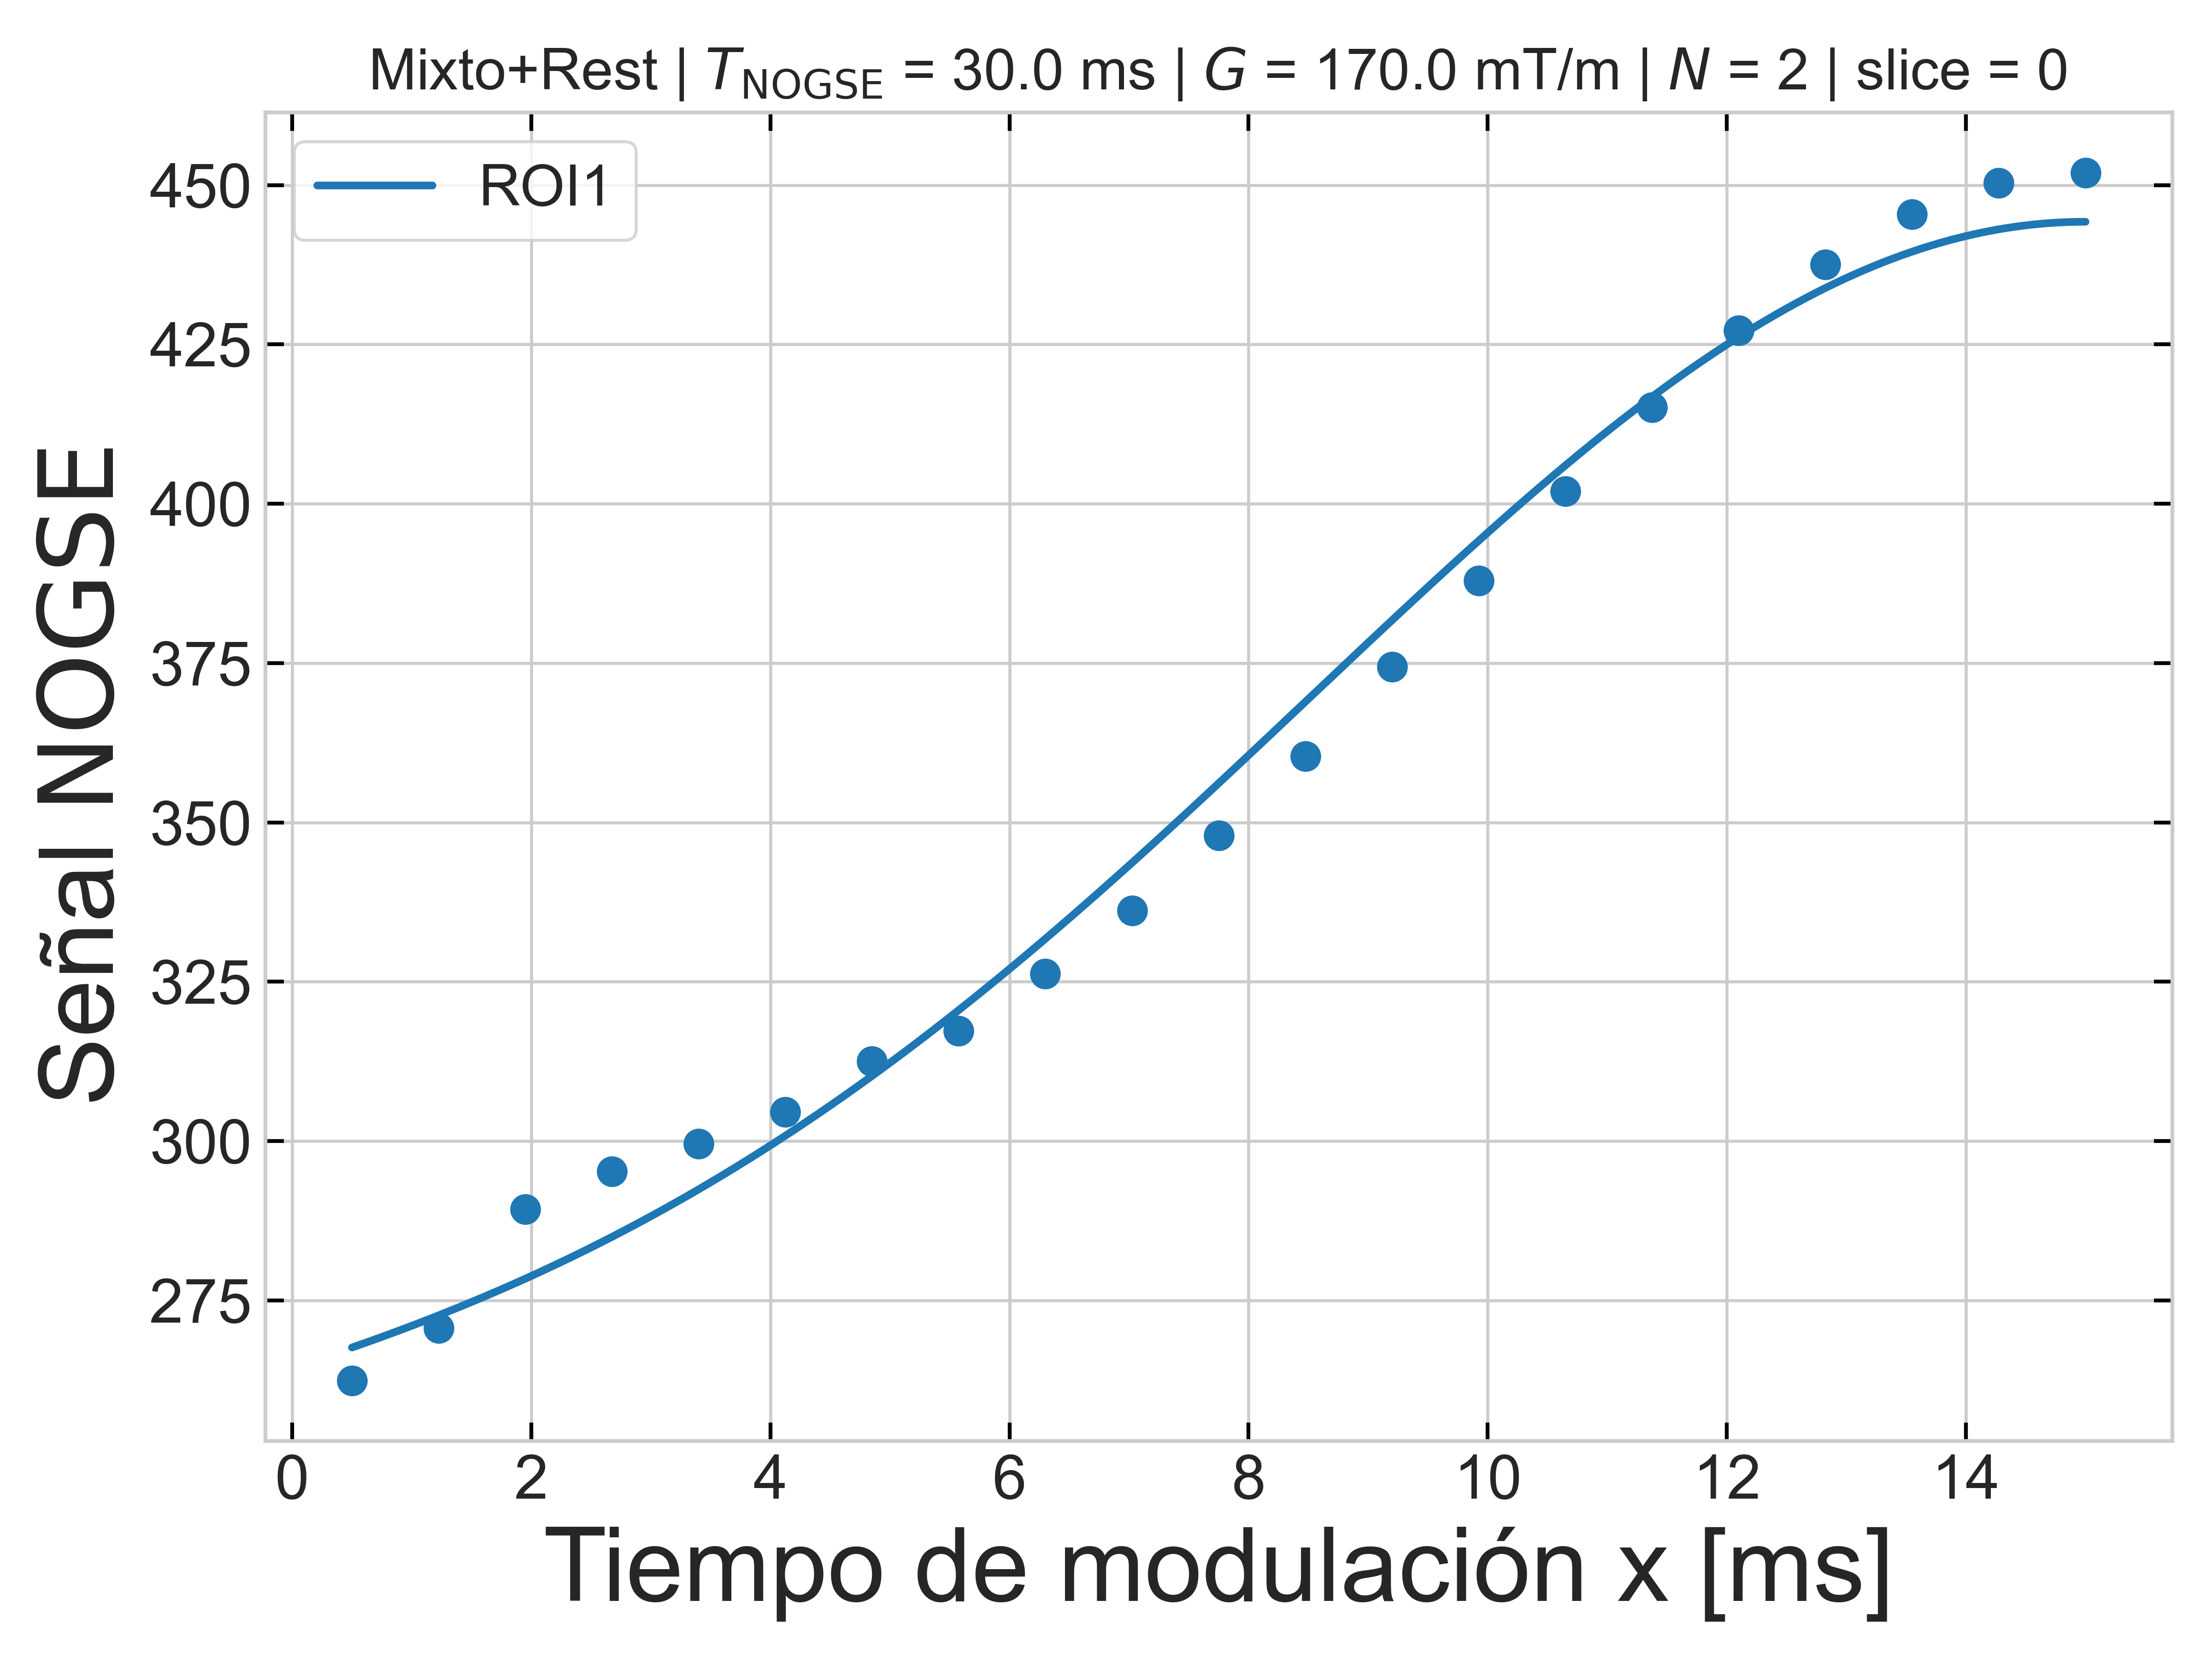 Mixto+Rest | T_NOGSE = 30.0 ms | G = 170.0 mT/m | N = 2 | slice = 0
ROI1
450
425
400
375
350
325
300
275
Señal NOGSE
0 2 4 6 8 10 12 14
Tiempo de modulación x [ms]